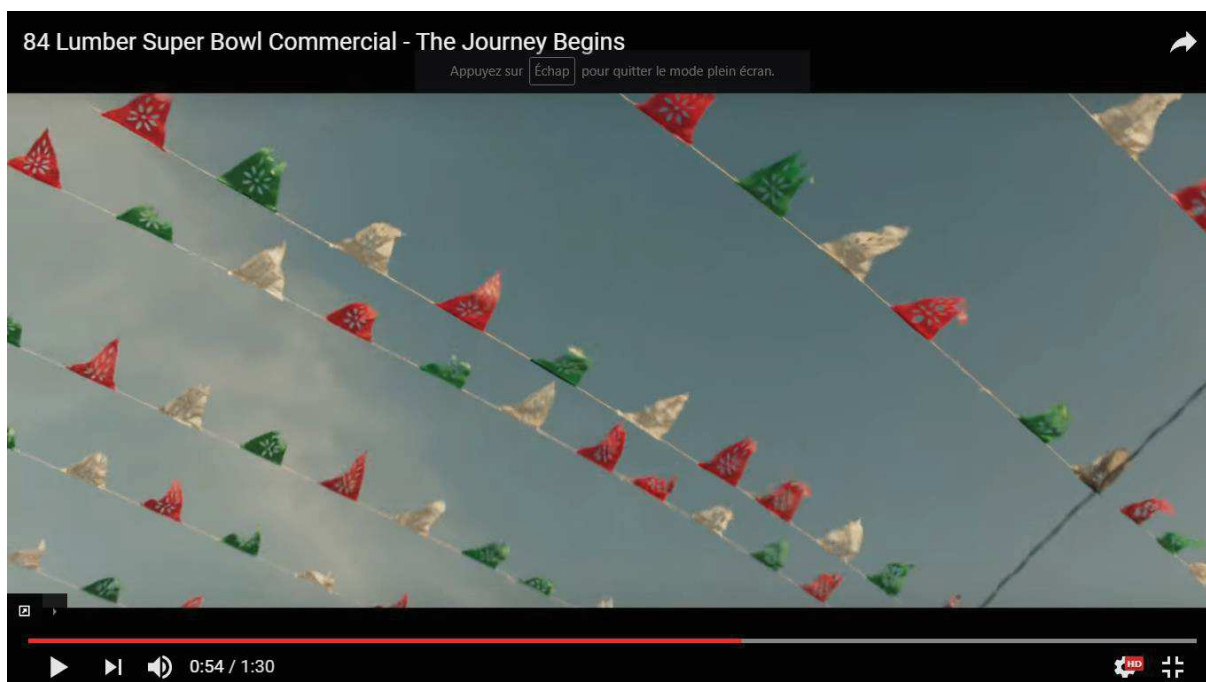 84 Lumber Super Bowl Commercial - The Journey Begins
Appuyez sur Échap pour quitter le mode plein écran.
0:54 / 1:30
HD